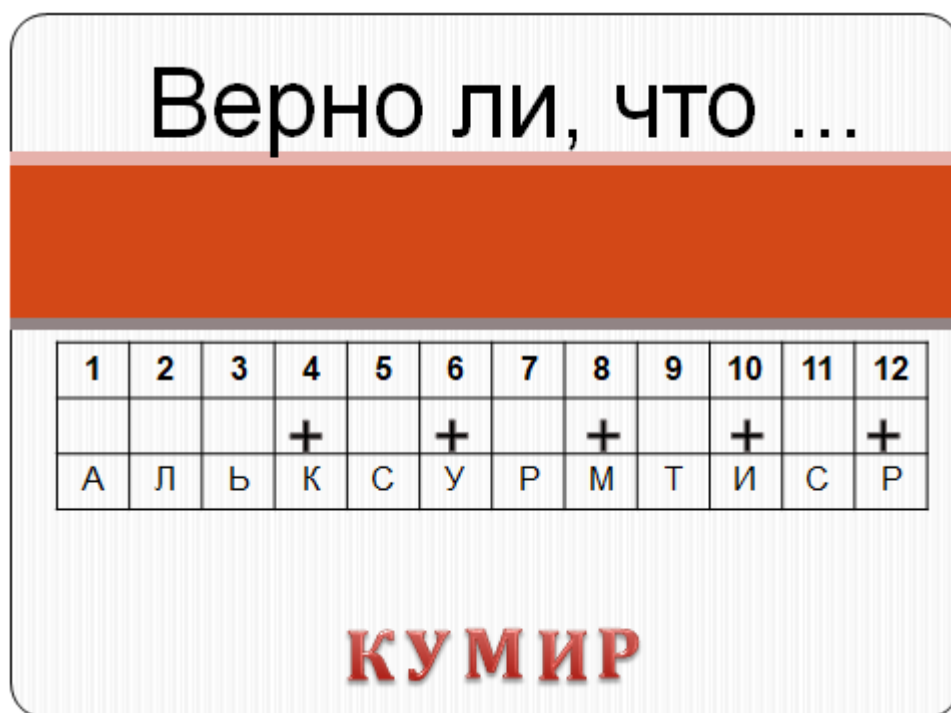 Верно ли, что ...
1 2 3 4 5 6 7 8 9 10 11 12
+ + + + +
А Л Ь К С У Р М Т И С Р
КУМИР